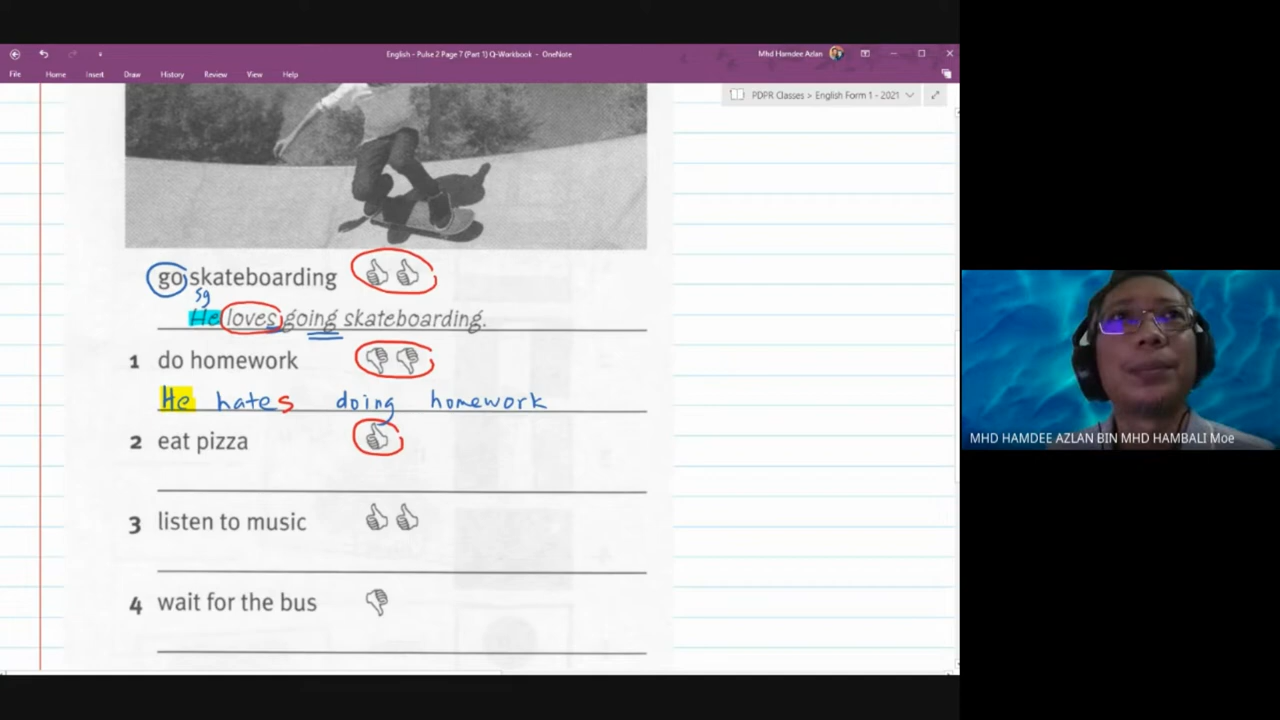 English - Pulse 2 Page 7 (Part 1) Q-Workbook - OneNote
Mhd Hamdee Azlan
File Home Insert Draw History Review View Help
PDPR Classes > English Form 1 - 2021
go skateboarding
sg
He loves going skateboarding.
1 do homework
He hates doing homework
2 eat pizza
3 listen to music
4 wait for the bus
MHD HAMDEE AZLAN BIN MHD HAMBALI Moe